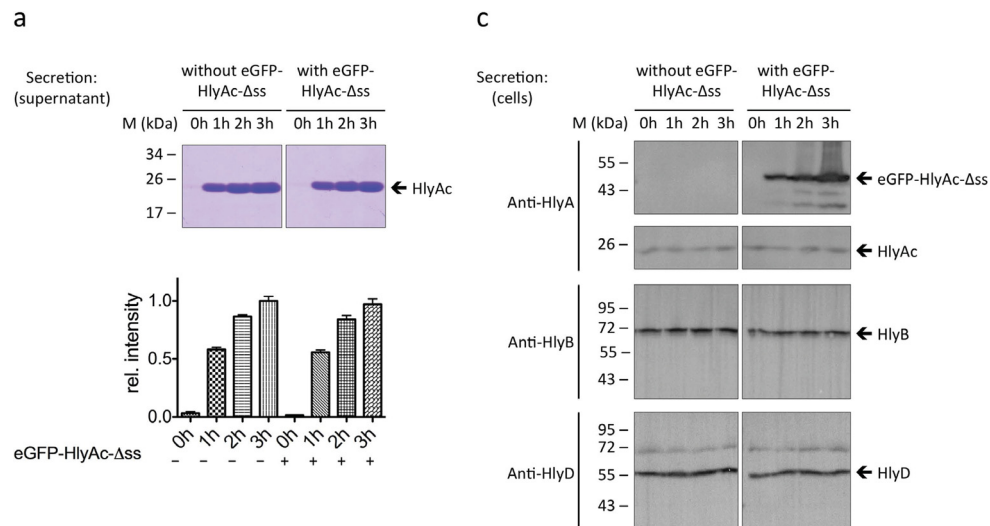 a
Secretion:
(supernatant)
without eGFP-
HlyAc-Δss
with eGFP-
HlyAc-Δss
M (kDa) 0h 1h 2h 3h 0h 1h 2h 3h
34 –
26 –
17 –
HlyAc
rel. intensity
1.0
0.5
0.0
0h 1h 2h 3h 0h 1h 2h 3h
eGFP-HlyAc-Δss – – – – + + + +
c
Secretion:
(cells)
without eGFP-
HlyAc-Δss
with eGFP-
HlyAc-Δss
M (kDa) 0h 1h 2h 3h 0h 1h 2h 3h
Anti-HlyA
55 –
43 –
eGFP-HlyAc-Δss
26 –
HlyAc
Anti-HlyB
95 –
72 –
55 –
43 –
HlyB
Anti-HlyD
95 –
72 –
55 –
43 –
HlyD